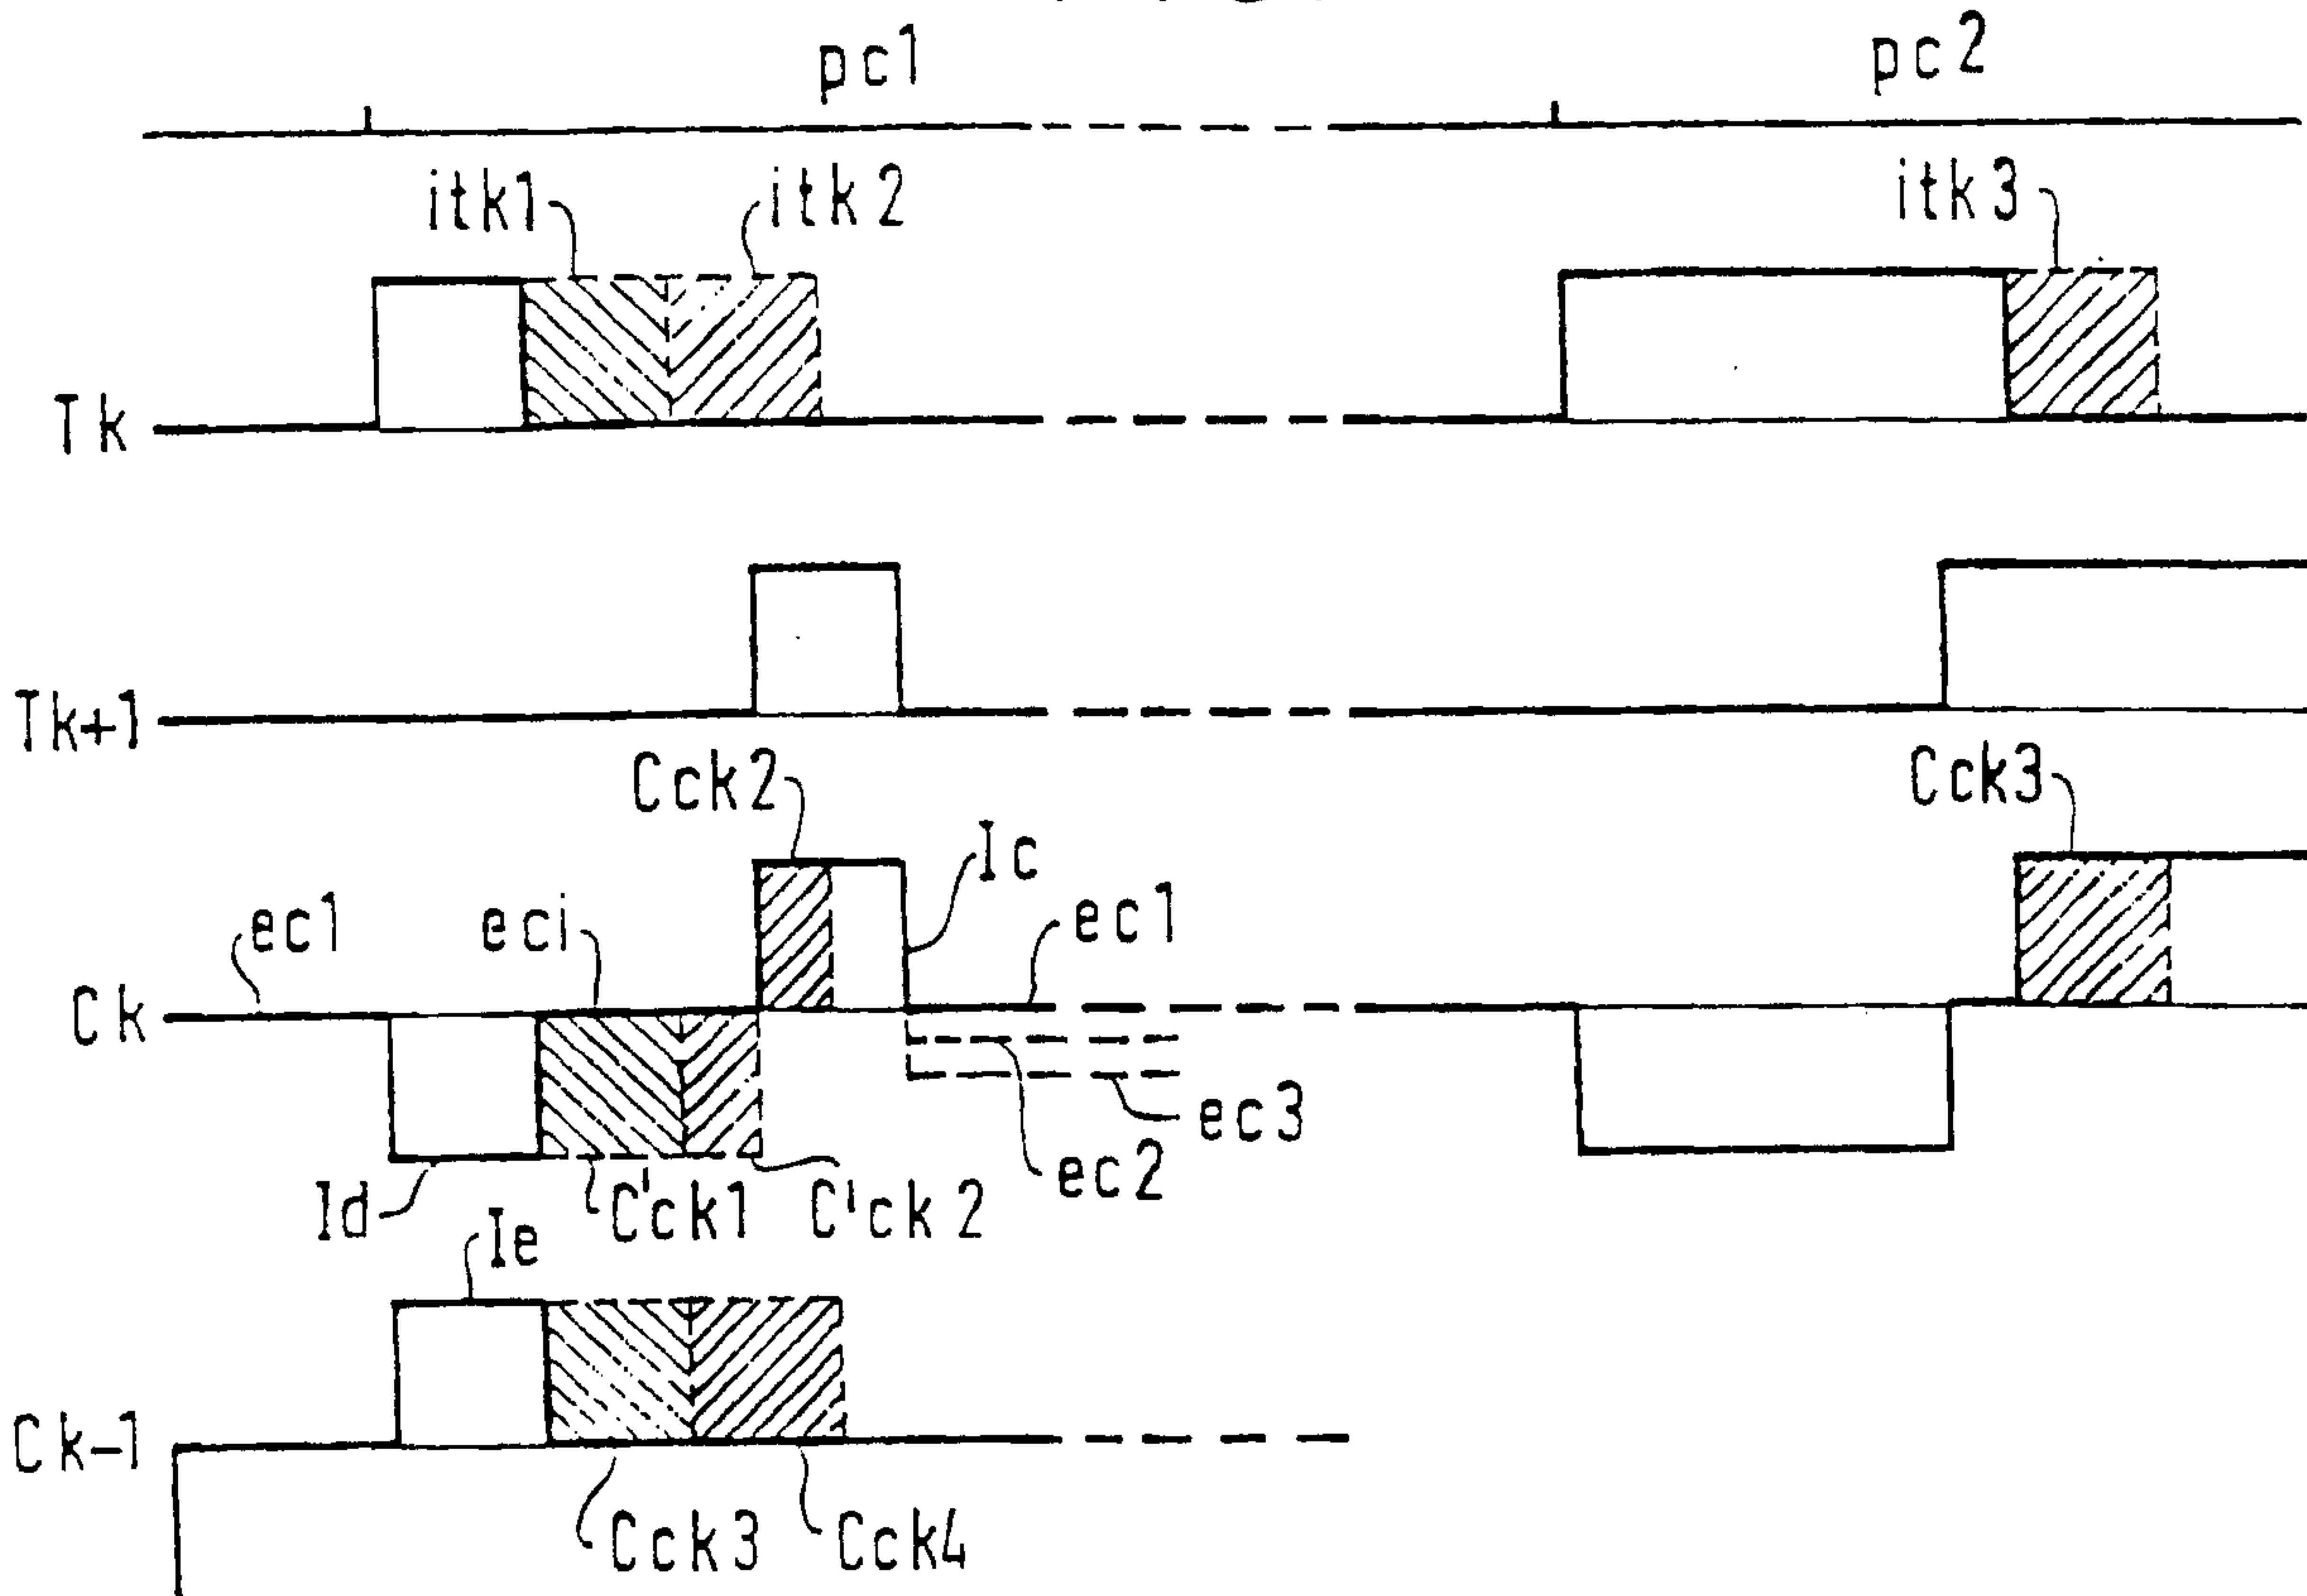 pc1 pc2
itk1 itk2 itk3
Tk
Tk+1
Cck2 Cck3
Ic
ec1 eci ec1
Ck
ec3
ec2
Id C'ck1 C'ck2
Ie
Ck-1
Cck3 Cck4